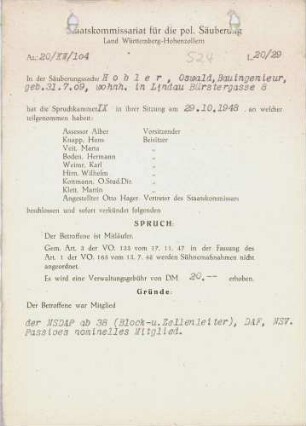 Staatskommissariat für die pol. Säuberung
Land Württemberg-Hohenzollern
Az. 20/XX/104
L 20/29
In der Säuberungssache Hobler, Oswald, Bauingenieur,
geb. 31.7.09, wohnh. in Lindau Bürstergasse 8
hat die Spruchkammer IX in ihrer Sitzung am 29.10.1948 an welcher
teilgenommen haben:
Assessor Alber Vorsitzender
Knapp, Hans Beisitzer
Veit, Maria "
Boden, Hermann "
Weizer, Karl "
Hirn, Wilhelm "
Kottmann, O.Stud.Dir. "
Klett, Martin "
Angestellter Otto Hager Vertreter des Staatskommissars
beschlossen und sofort verkündet folgenden
SPRUCH:
Der Betroffene ist Mitläufer.
Gem. Art. 3 der VO. 133 vom 17. 11. 47 in der Fassung des
Art. 1 der VO. 165 vom 13. 7. 48 werden Sühnemaßnahmen nicht
angeordnet.
Es wird eine Verwaltungsgebühr von DM 20.-- erhoben.
Gründe:
Der Betroffene war Mitglied
der NSDAP ab 38 (Block-u.Zellenleiter), DAF, NSV.
Passives nominelles Mitglied.